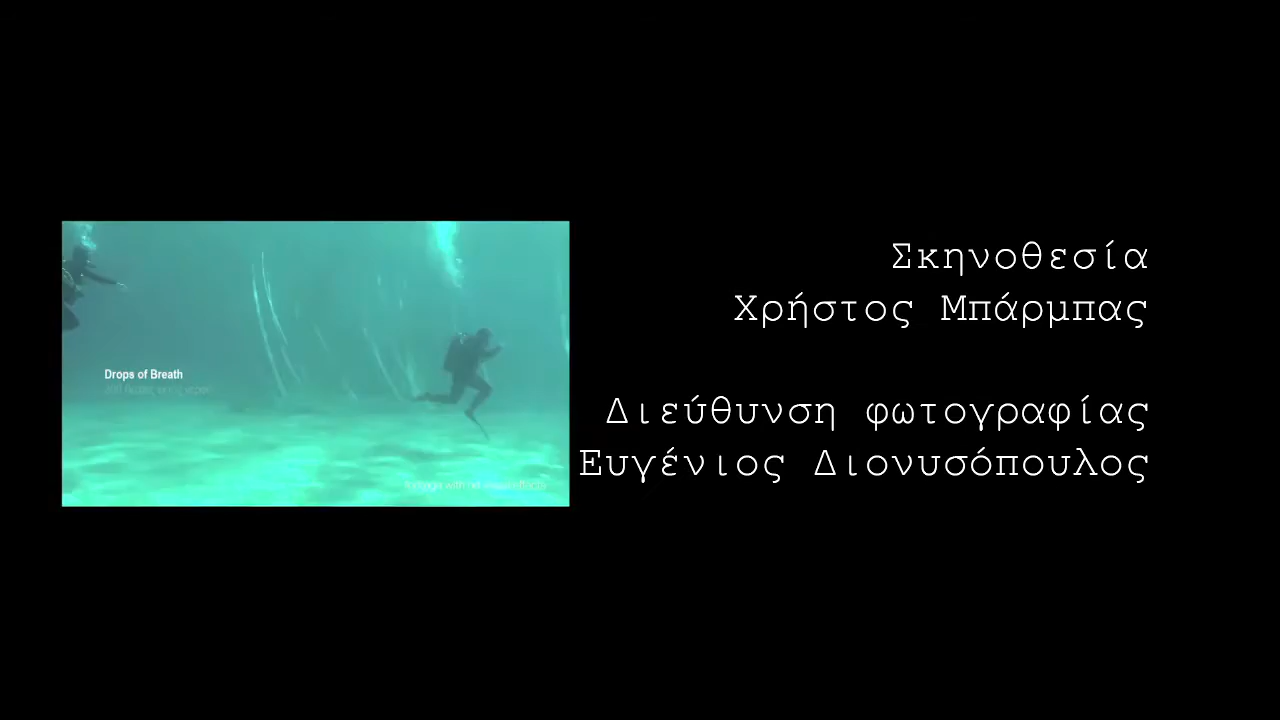 Drops of Breath
Σκηνοθεσία
Χρήστος Μπάρμπας
Διεύθυνση φωτογραφίας
Ευγένιος Διονυσόπουλος